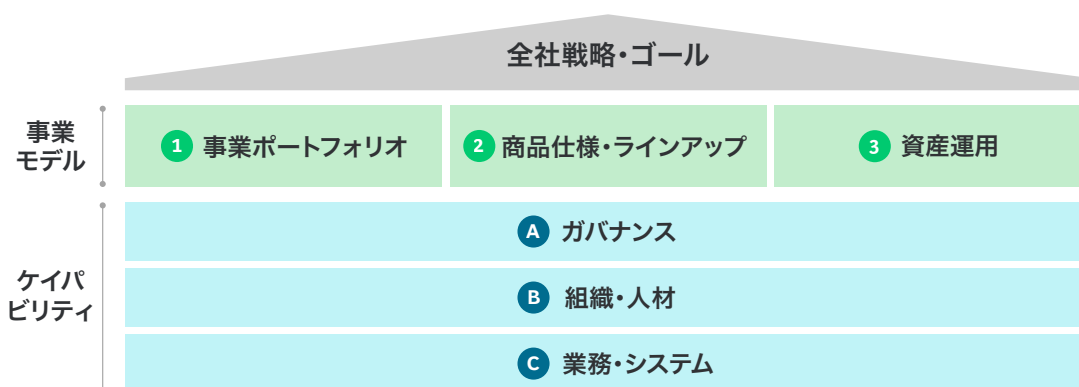 全社戦略・ゴール
事業
モデル
1 事業ポートフォリオ
2 商品仕様・ラインアップ
3 資産運用
ケイパ
ビリティ
A ガバナンス
B 組織・人材
C 業務・システム